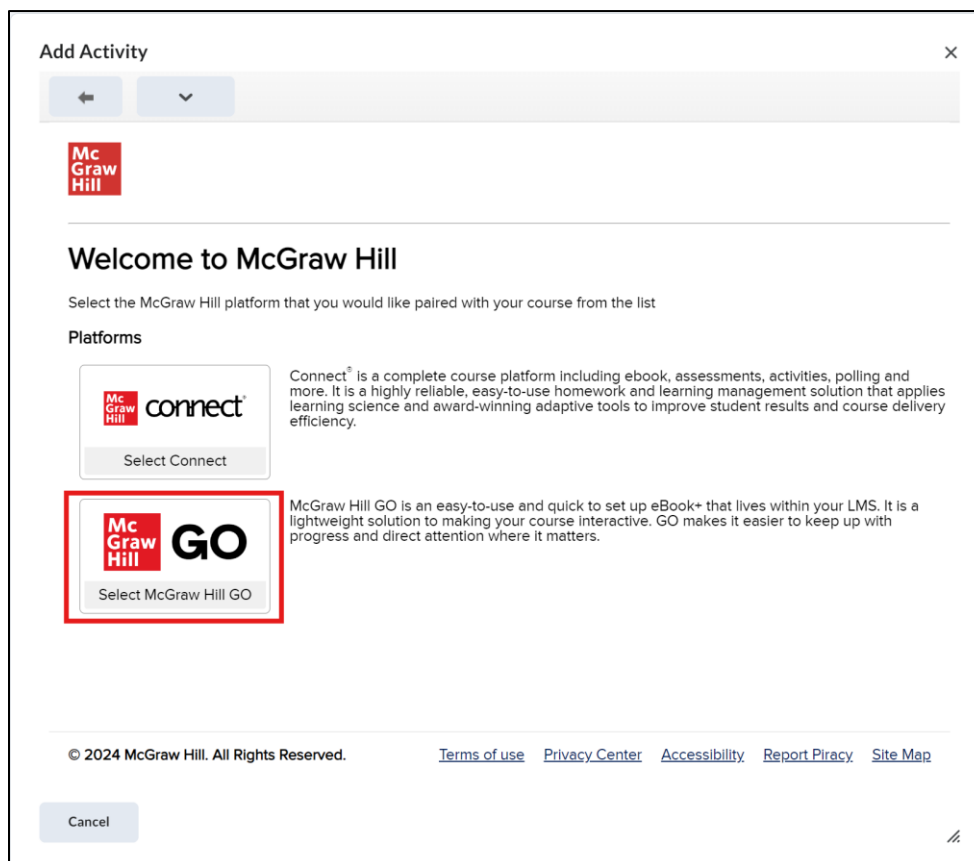 Add Activity
Mc
Graw
Hill
Welcome to McGraw Hill
Select the McGraw Hill platform that you would like paired with your course from the list
Platforms
Mc
Graw
Hill
connect®
Select Connect
Connect® is a complete course platform including ebook, assessments, activities, polling and
more. It is a highly reliable, easy-to-use homework and learning management solution that applies
learning science and award-winning adaptive tools to improve student results and course delivery
efficiency.
Mc
Graw
Hill
GO
Select McGraw Hill GO
McGraw Hill GO is an easy-to-use and quick to set up eBook+ that lives within your LMS. It is a
lightweight solution to making your course interactive. GO makes it easier to keep up with
progress and direct attention where it matters.
© 2024 McGraw Hill. All Rights Reserved. Terms of use Privacy Center Accessibility Report Piracy Site Map
Cancel